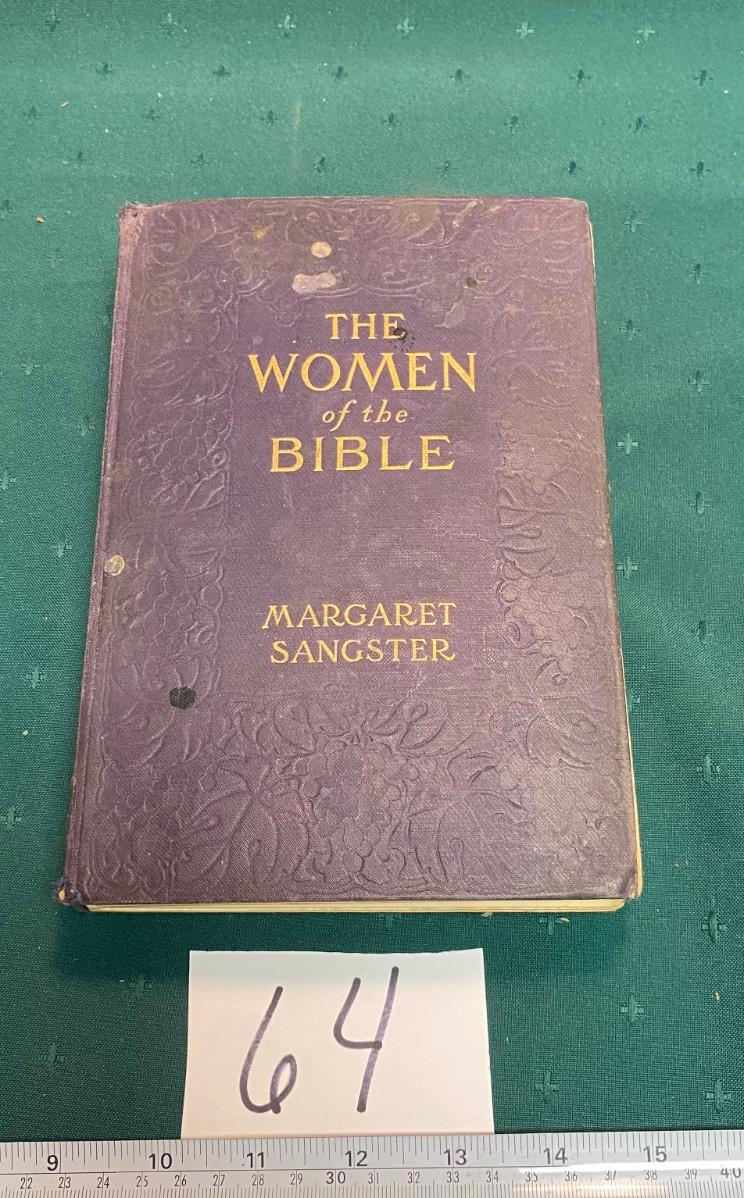 THE
WOMEN
of the
BIBLE
MARGARET
SANGSTER
64
9 10 11 12 13 14 15
22 23 24 25 26 27 28 29 30 31 32 33 34 35 36 37 38 39 40